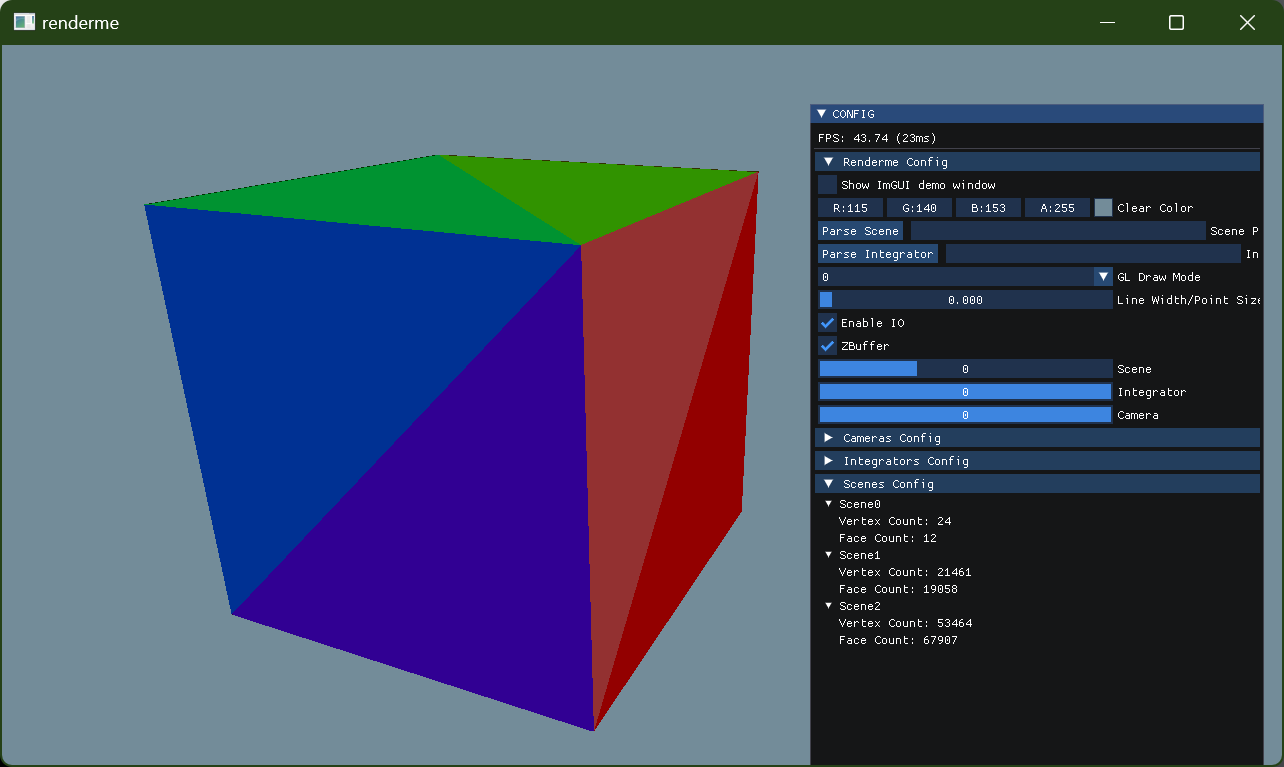 renderme
CONFIG
FPS: 43.74 (23ms)
Renderme Config
Show ImGUI demo window
R:115 G:140 B:153 A:255 Clear Color
Parse Scene Scene P
Parse Integrator In
0 GL Draw Mode
0.000 Line Width/Point Size
Enable IO
ZBuffer
0 Scene
0 Integrator
0 Camera
Cameras Config
Integrators Config
Scenes Config
Scene0
Vertex Count: 24
Face Count: 12
Scene1
Vertex Count: 21461
Face Count: 19058
Scene2
Vertex Count: 53464
Face Count: 67907